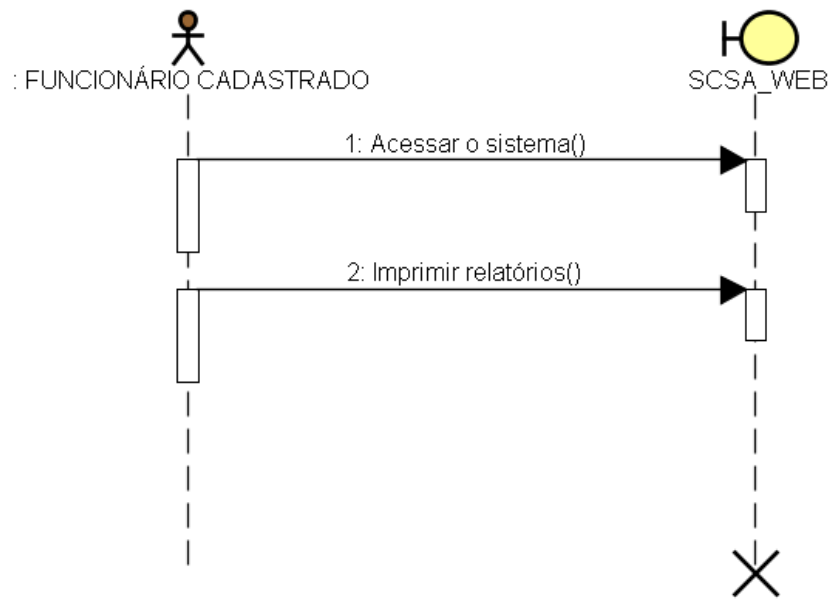 : FUNCIONÁRIO CADASTRADO
SCSA_WEB
1: Acessar o sistema()
2: Imprimir relatórios()